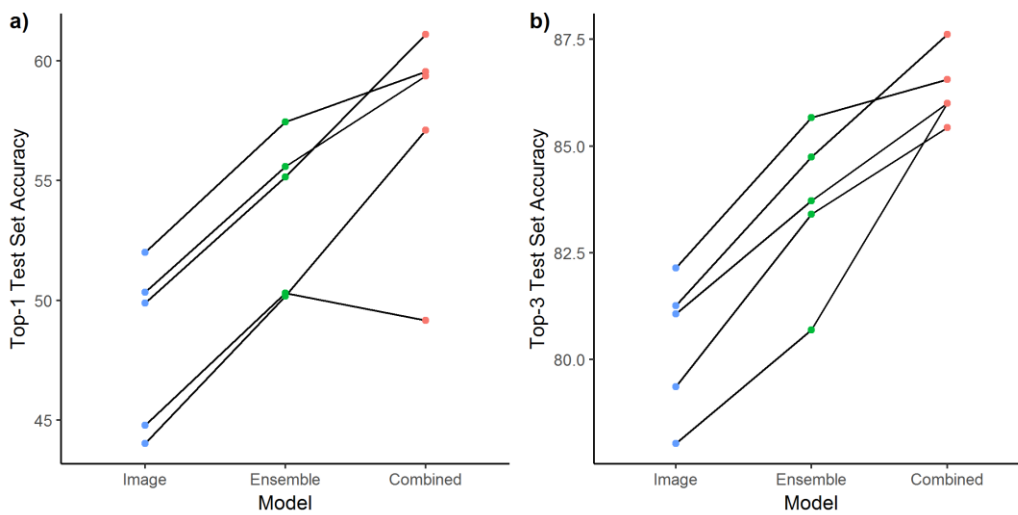 a)
Top-1 Test Set Accuracy
60
55
50
45
Image Ensemble Combined
Model
b)
Top-3 Test Set Accuracy
87.5
85.0
82.5
80.0
Image Ensemble Combined
Model